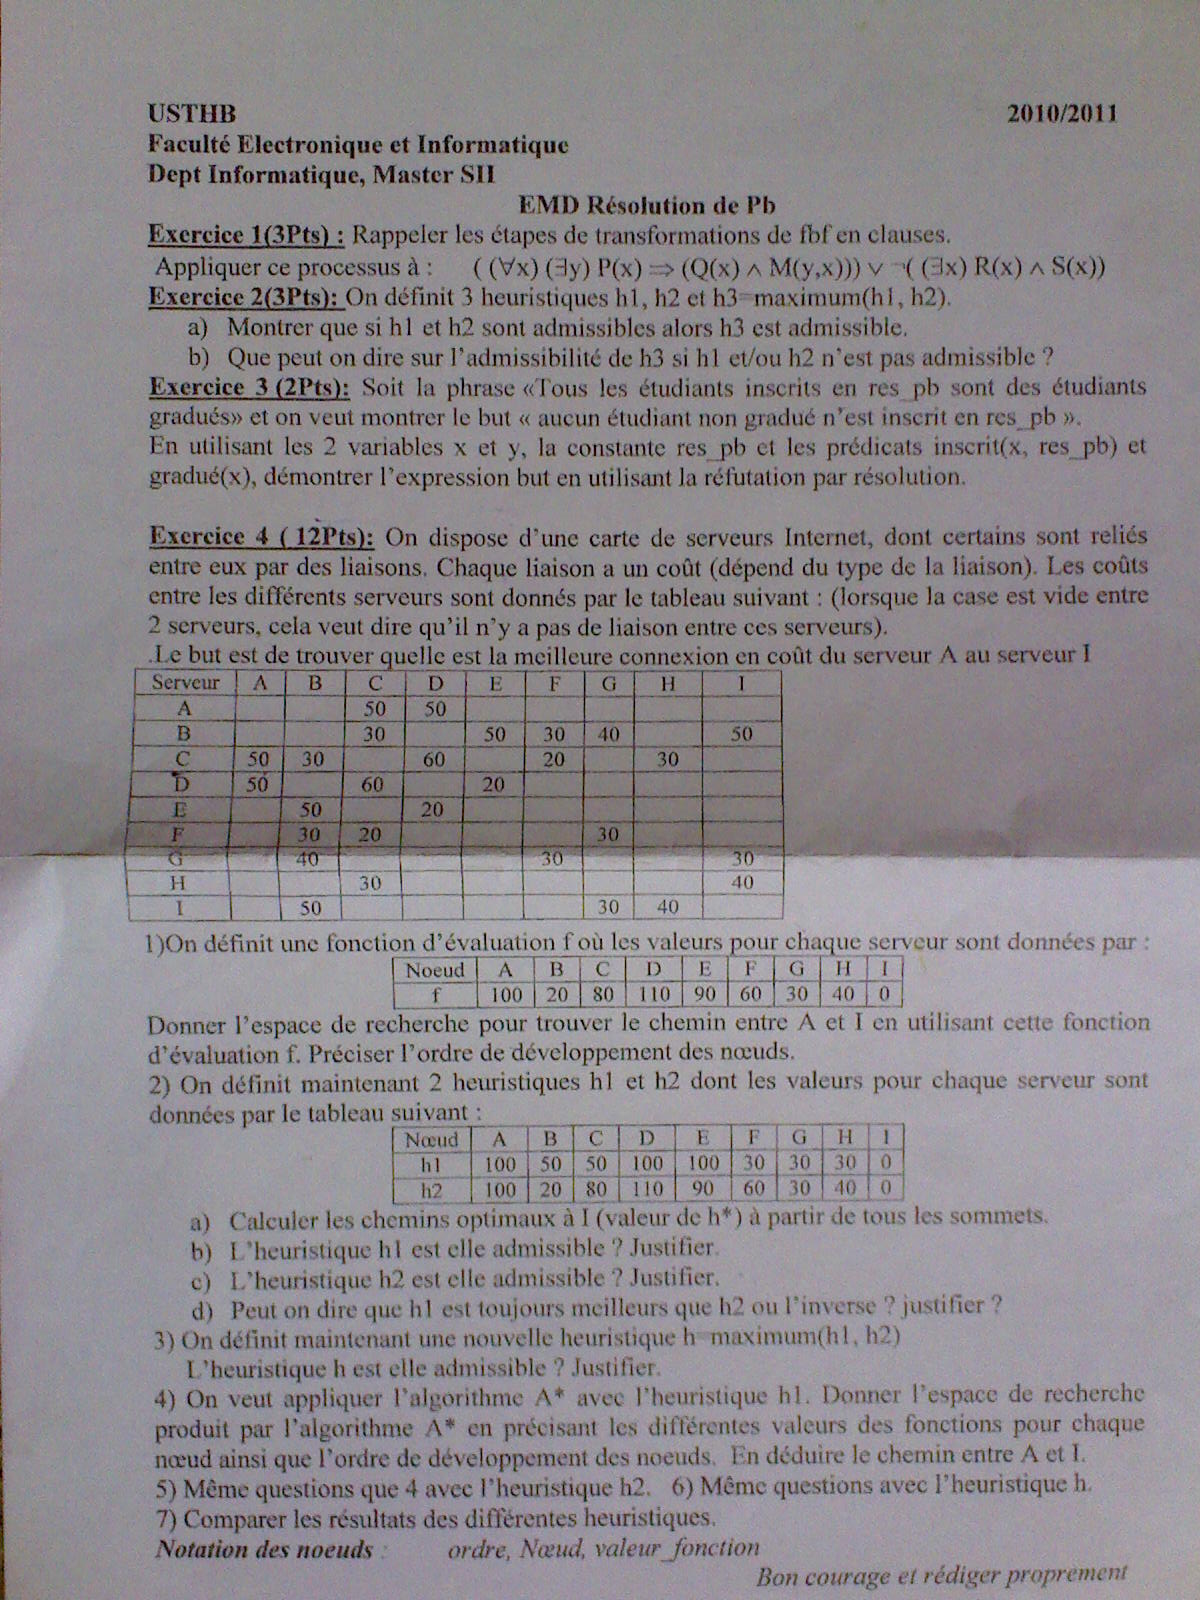 USTHB 2010/2011
Faculté Electronique et Informatique
Dept Informatique, Master SII
EMD Résolution de Pb
Exercice 1(3Pts) : Rappeler les étapes de transformations de fbf en clauses.
Appliquer ce processus à : ( (∀x) (∃y) P(x) ⇒ (Q(x) ∧ M(y,x))) ∨ ¬( (∃x) R(x) ∧ S(x))
Exercice 2(3Pts): On définit 3 heuristiques h1, h2 et h3=maximum(h1, h2).
a) Montrer que si h1 et h2 sont admissibles alors h3 est admissible.
b) Que peut on dire sur l'admissibilité de h3 si h1 et/ou h2 n'est pas admissible ?
Exercice 3 (2Pts): Soit la phrase «Tous les étudiants inscrits en res_pb sont des étudiants
gradués» et on veut montrer le but « aucun étudiant non gradué n'est inscrit en res_pb ».
En utilisant les 2 variables x et y, la constante res_pb et les prédicats inscrit(x, res_pb) et
gradué(x), démontrer l'expression but en utilisant la réfutation par résolution.
Exercice 4 ( 12Pts): On dispose d'une carte de serveurs Internet, dont certains sont reliés
entre eux par des liaisons. Chaque liaison a un coût (dépend du type de la liaison). Les coûts
entre les différents serveurs sont donnés par le tableau suivant : (lorsque la case est vide entre
2 serveurs, cela veut dire qu'il n'y a pas de liaison entre ces serveurs).
.Le but est de trouver quelle est la meilleure connexion en coût du serveur A au serveur I
Serveur A B C D E F G H I
A 50 50
B 30 50 30 40 50
C 50 30 60 20 30
D 50 60 20
E 50 20
F 30 20 30
G 40 30 30
H 30 40
I 50 30 40
1)On définit une fonction d'évaluation f où les valeurs pour chaque serveur sont données par :
Noeud A B C D E F G H I
f 100 20 80 110 90 60 30 40 0
Donner l'espace de recherche pour trouver le chemin entre A et I en utilisant cette fonction
d'évaluation f. Préciser l'ordre de développement des nœuds.
2) On définit maintenant 2 heuristiques h1 et h2 dont les valeurs pour chaque serveur sont
données par le tableau suivant :
Nœud A B C D E F G H I
h1 100 50 50 100 100 30 30 30 0
h2 100 20 80 110 90 60 30 40 0
a) Calculer les chemins optimaux à I (valeur de h*) à partir de tous les sommets.
b) L'heuristique h1 est elle admissible ? Justifier.
c) L'heuristique h2 est elle admissible ? Justifier.
d) Peut on dire que h1 est toujours meilleurs que h2 ou l'inverse ? justifier ?
3) On définit maintenant une nouvelle heuristique h=maximum(h1, h2)
L'heuristique h est elle admissible ? Justifier.
4) On veut appliquer l'algorithme A* avec l'heuristique h1. Donner l'espace de recherche
produit par l'algorithme A* en précisant les différentes valeurs des fonctions pour chaque
nœud ainsi que l'ordre de développement des noeuds. En déduire le chemin entre A et I.
5) Même questions que 4 avec l'heuristique h2. 6) Même questions avec l'heuristique h.
7) Comparer les résultats des différentes heuristiques.
Notation des noeuds : ordre, Nœud, valeur_fonction
Bon courage et rédiger proprement